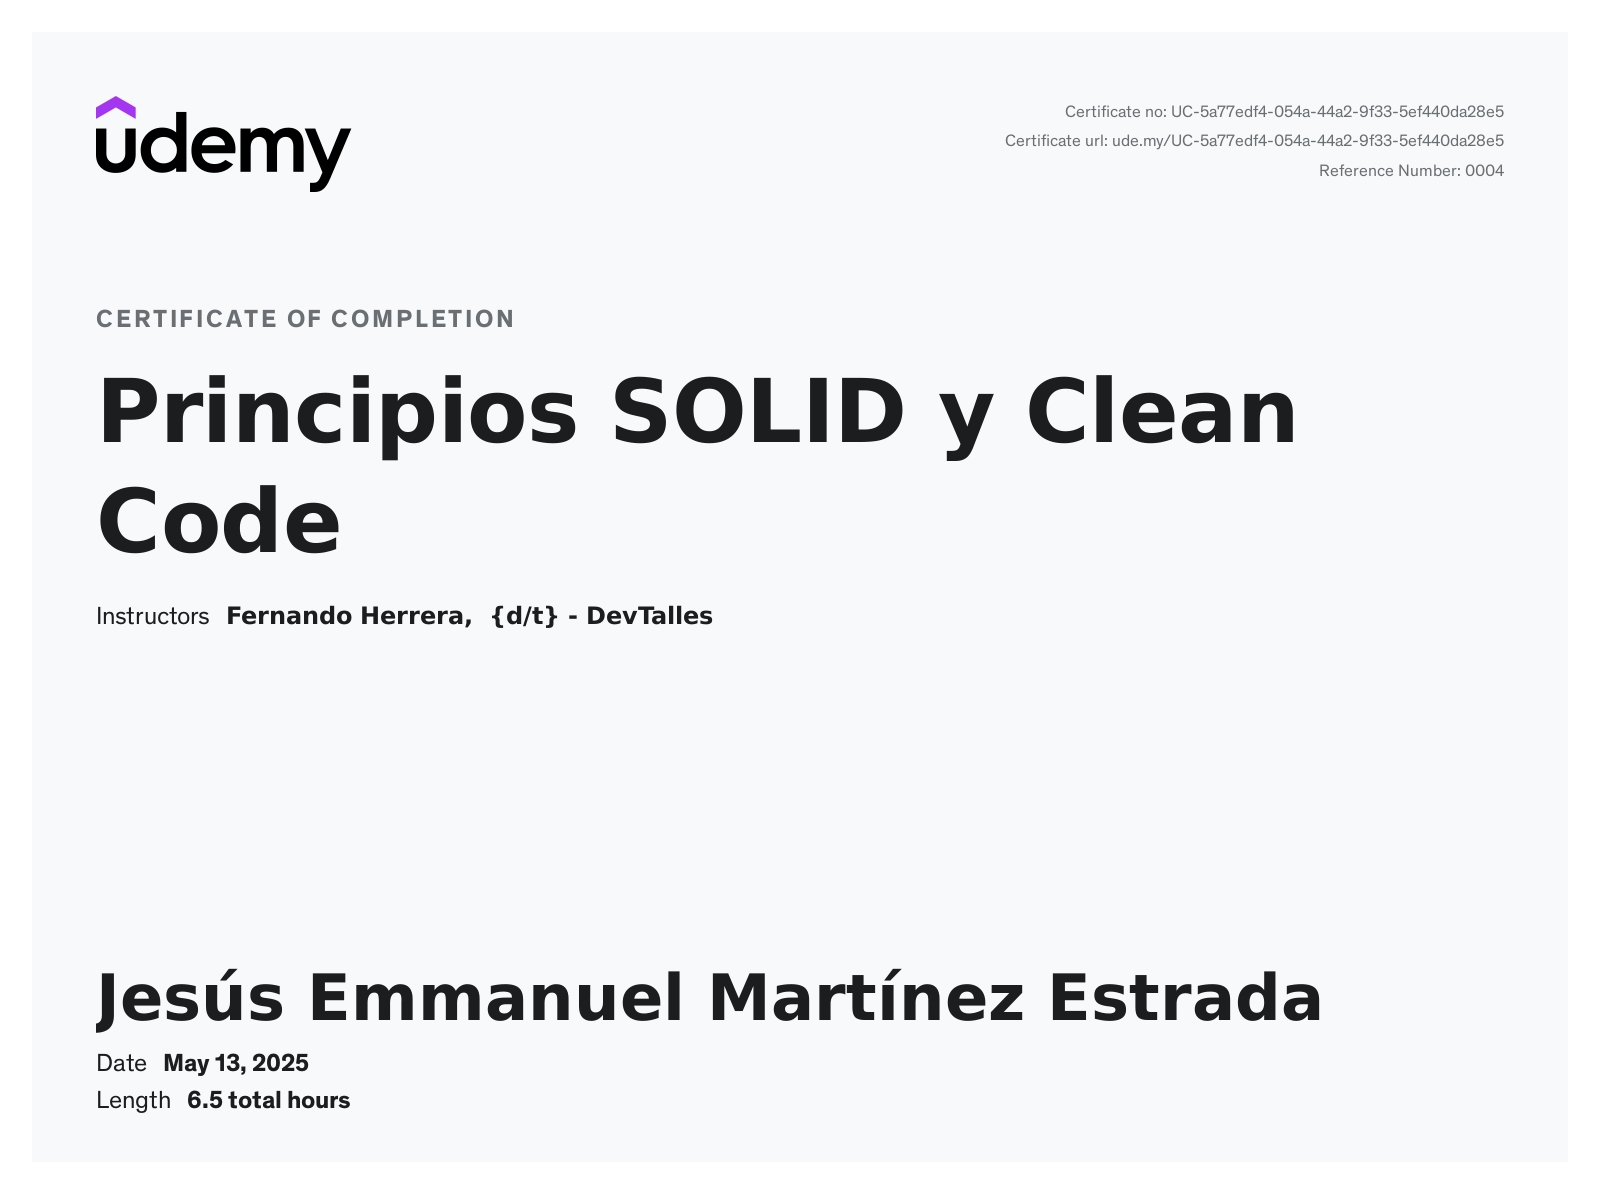 udemy
Certificate no: UC-5a77edf4-054a-44a2-9f33-5ef440da28e5
Certificate url: ude.my/UC-5a77edf4-054a-44a2-9f33-5ef440da28e5
Reference Number: 0004
CERTIFICATE OF COMPLETION
Principios SOLID y Clean
Code
Instructors Fernando Herrera, {d/t} - DevTalles
Jesús Emmanuel Martínez Estrada
Date May 13, 2025
Length 6.5 total hours